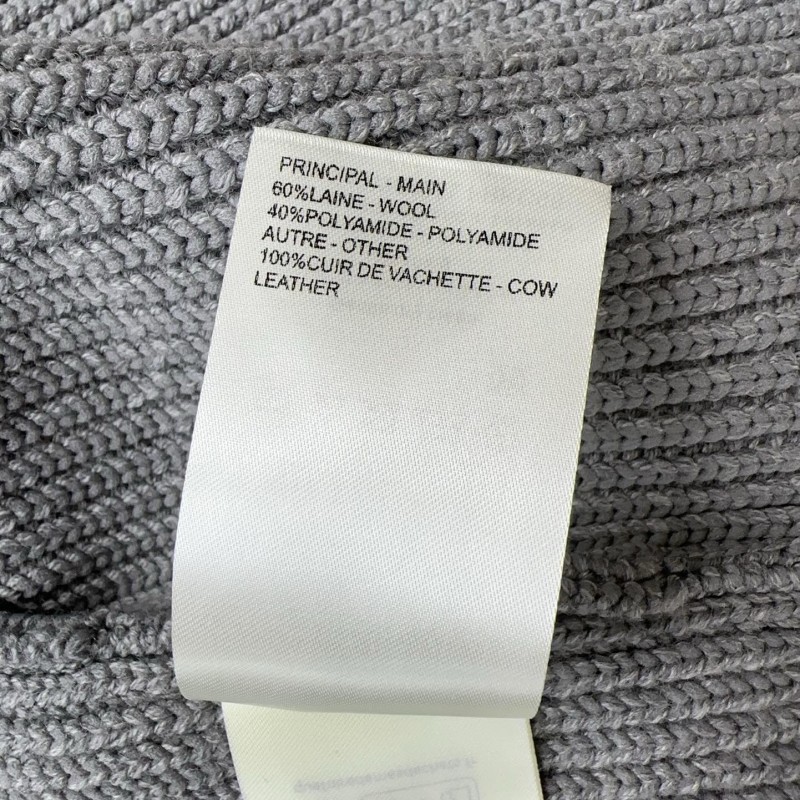 PRINCIPAL - MAIN
60%LAINE - WOOL
40%POLYAMIDE - POLYAMIDE
AUTRE - OTHER
100%CUIR DE VACHETTE - COW
LEATHER